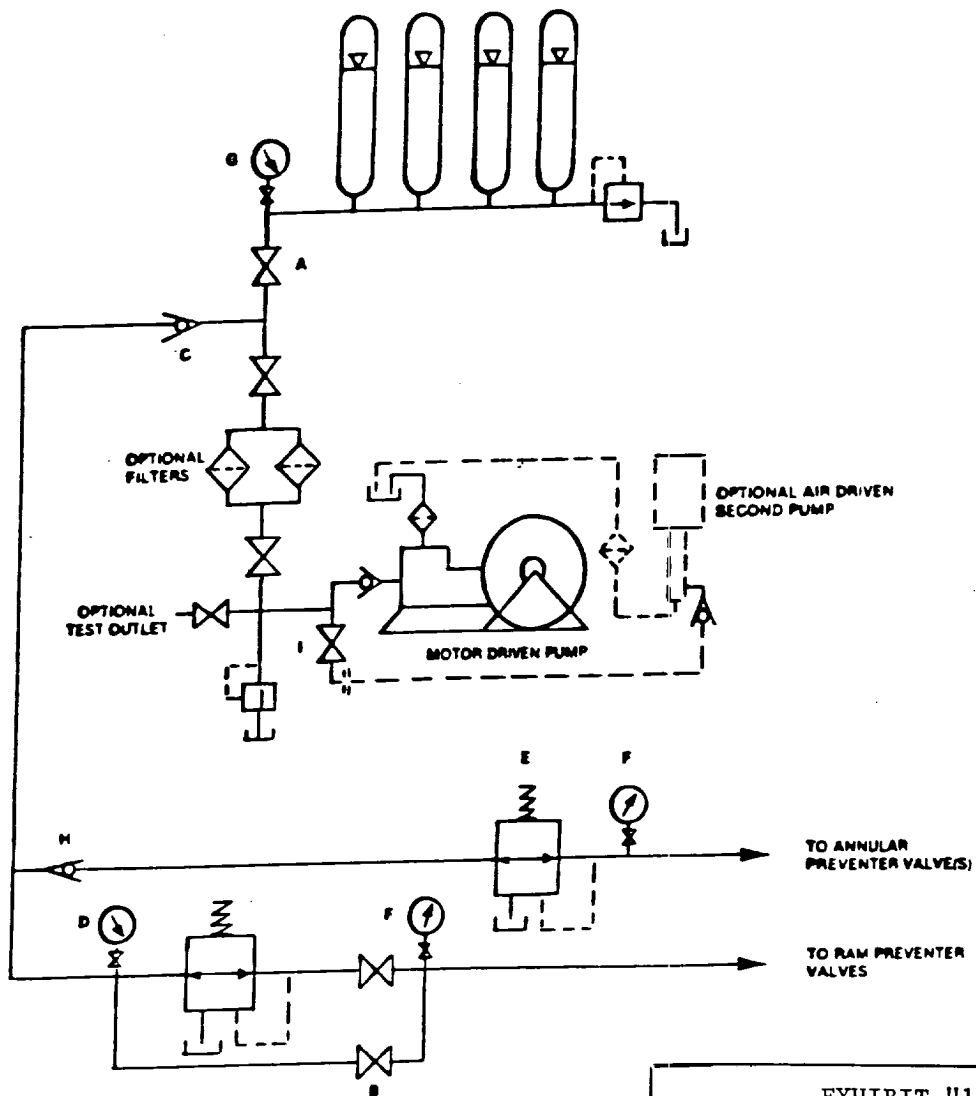 G
A
C
OPTIONAL
FILTERS
OPTIONAL AIR DRIVEN
SECOND PUMP
OPTIONAL
TEST OUTLET
I
MOTOR DRIVEN PUMP
E
F
H
TO ANNULAR
PREVENTER VALVE(S)
D
F
TO RAM PREVENTER
VALVES
B
EXHIBIT